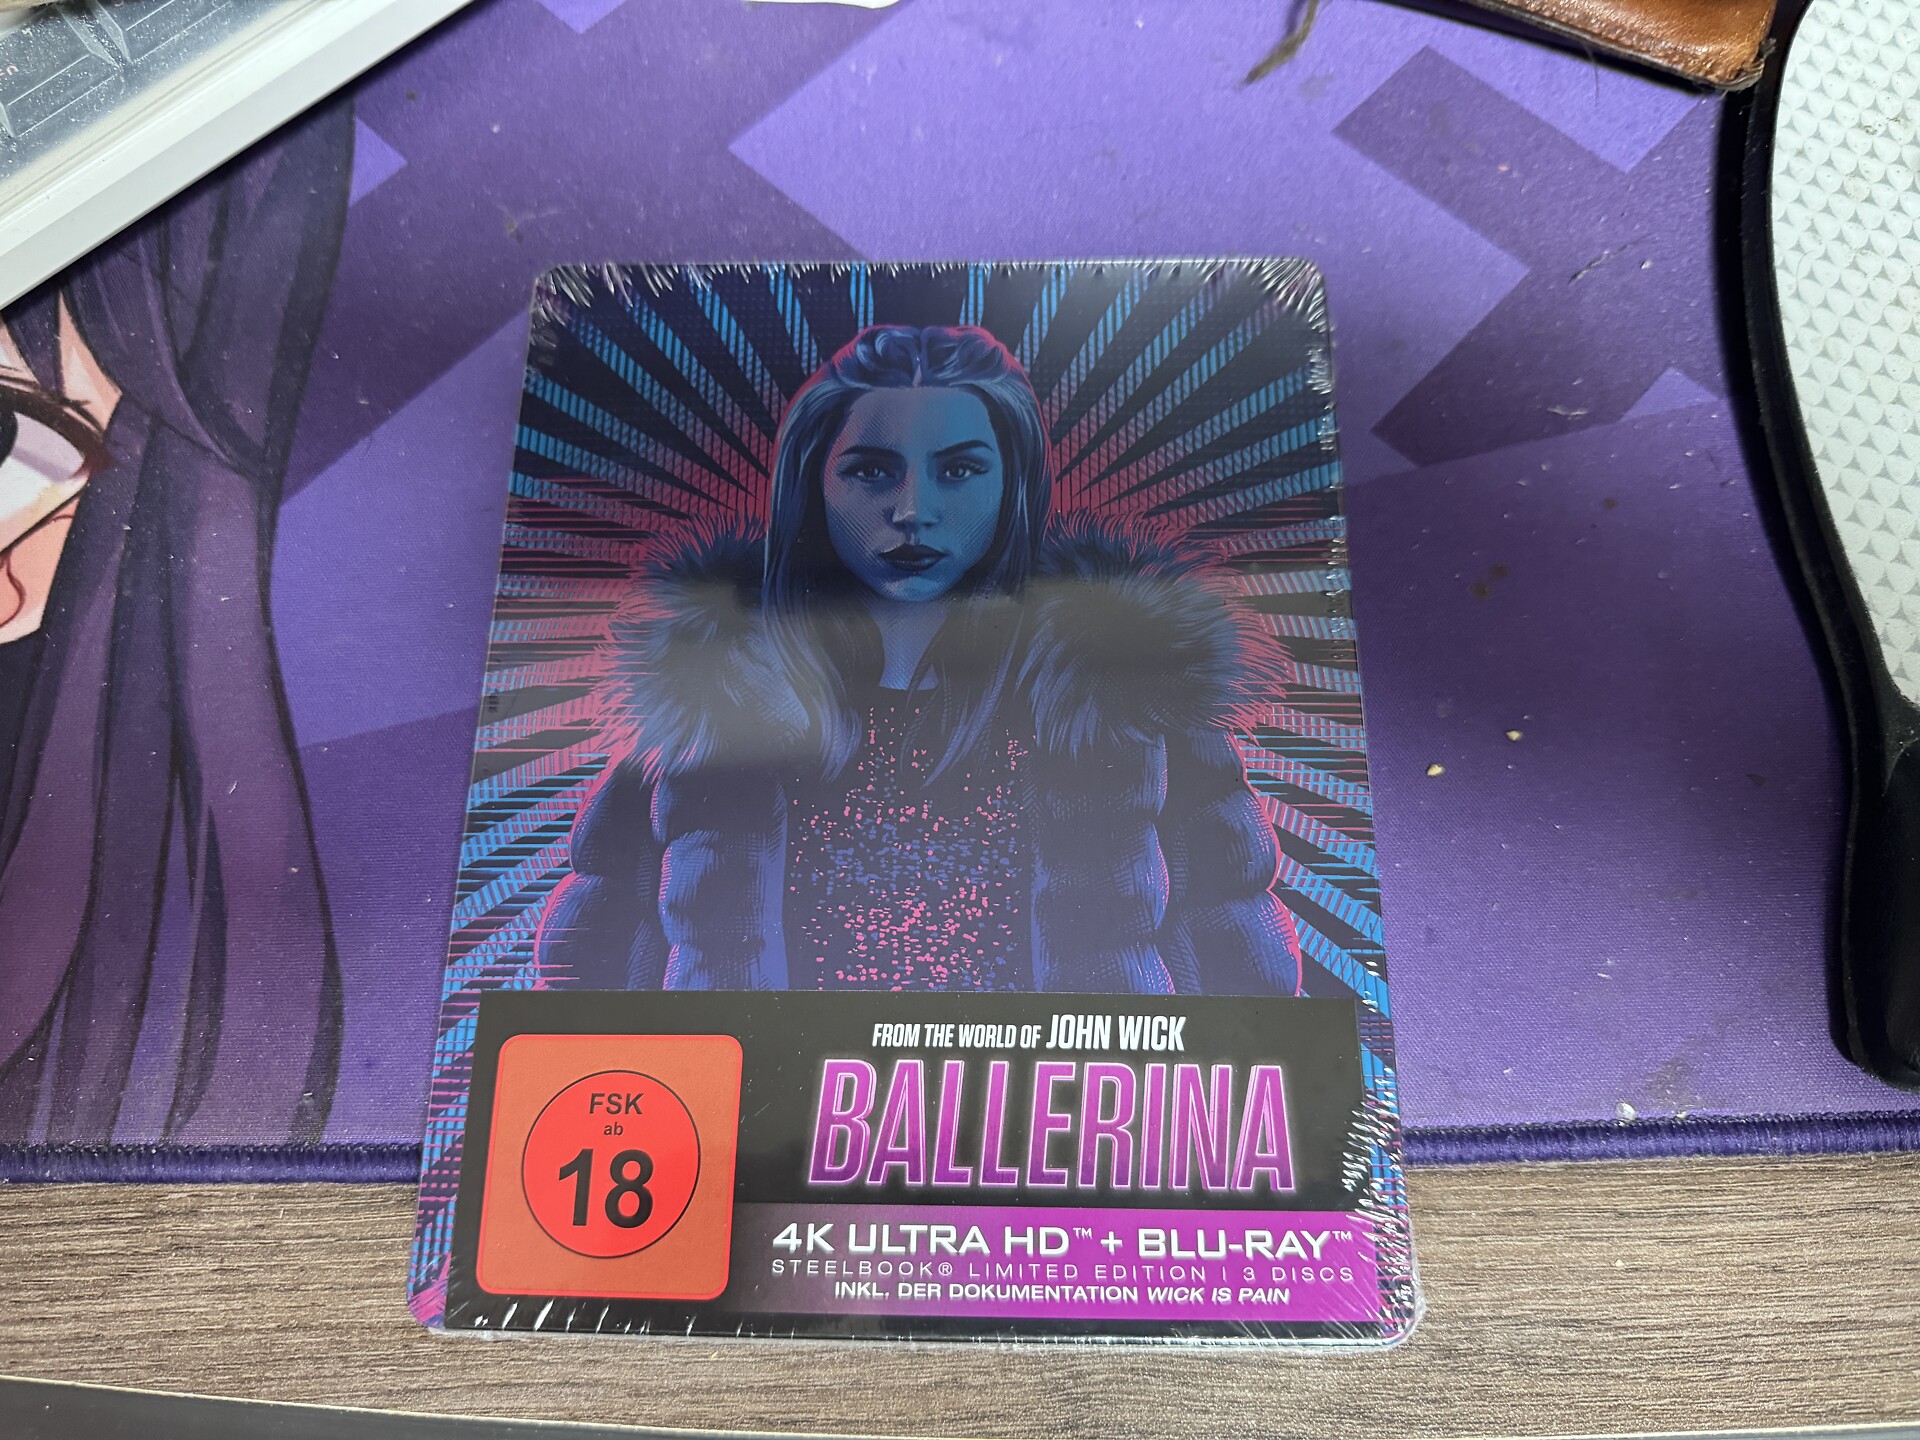 FROM THE WORLD OF JOHN WICK
BALLERINA
FSK
ab
18
4K ULTRA HD™ + BLU-RAY™
STEELBOOK® LIMITED EDITION | 3 DISCS
INKL. DER DOKUMENTATION WICK IS PAIN